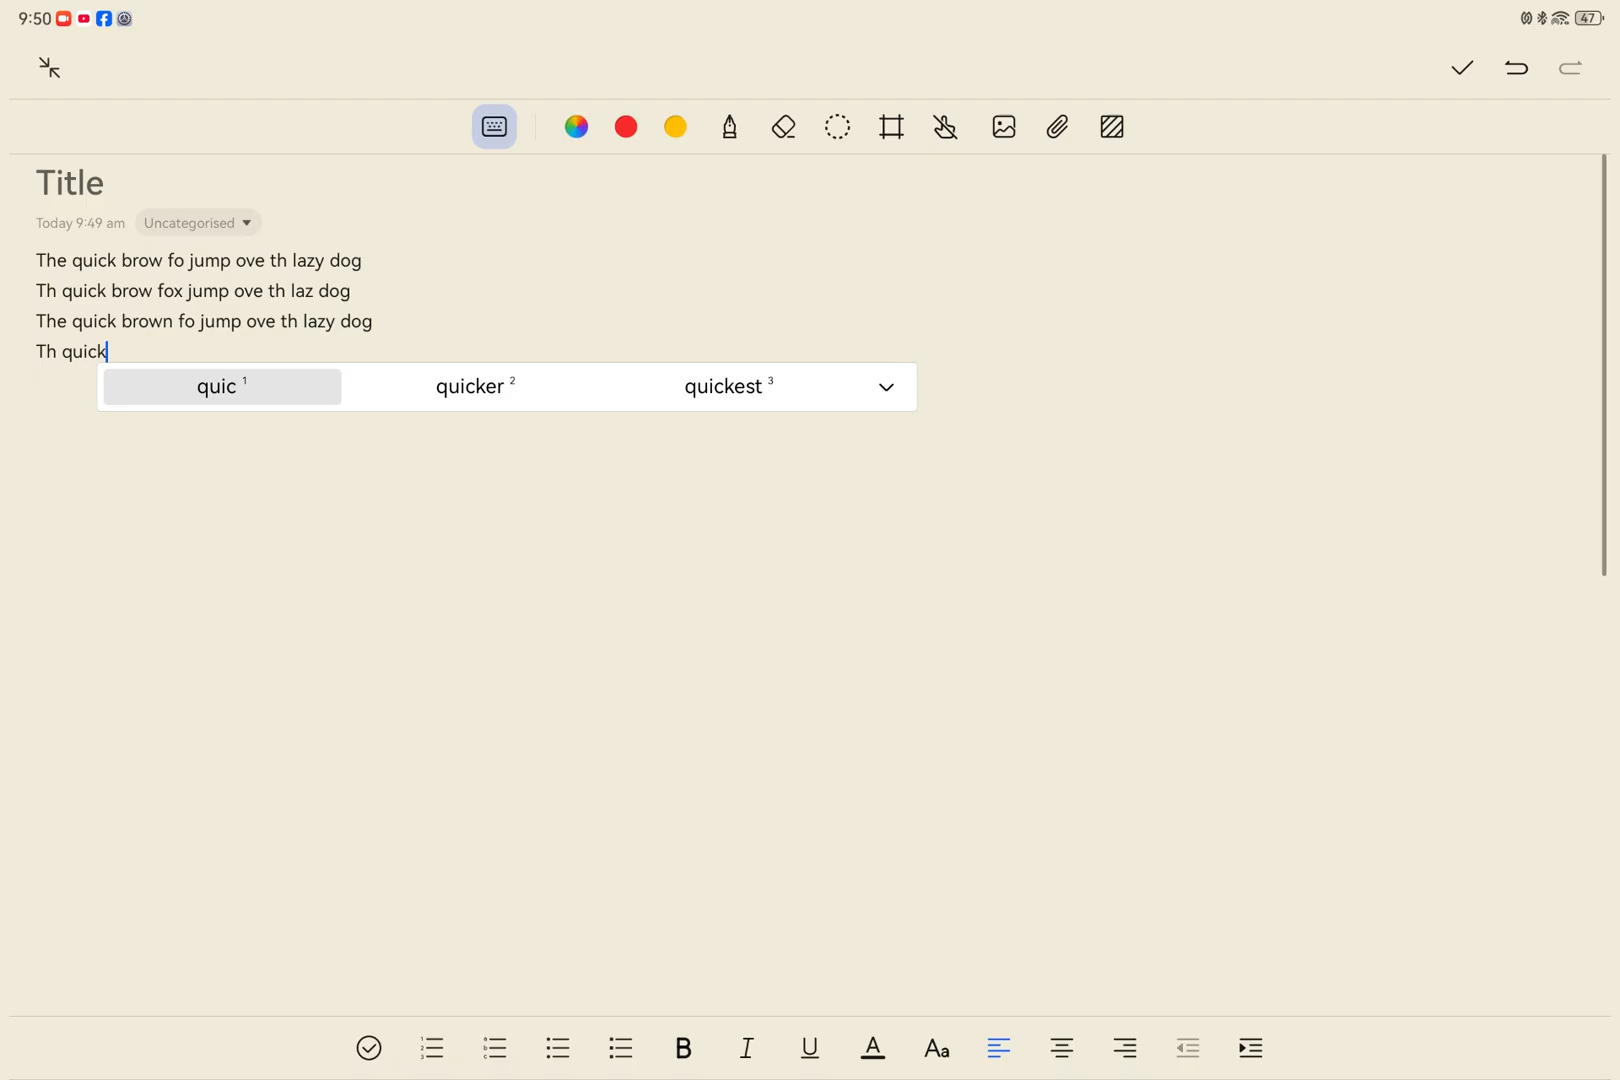 9:50 47
Title
Today 9:49 am Uncategorised
The quick brow fo jump ove th lazy dog
Th quick brow fox jump ove th laz dog
The quick brown fo jump ove th lazy dog
Th quick
quic 1 quicker 2 quickest 3
B I U A Aa